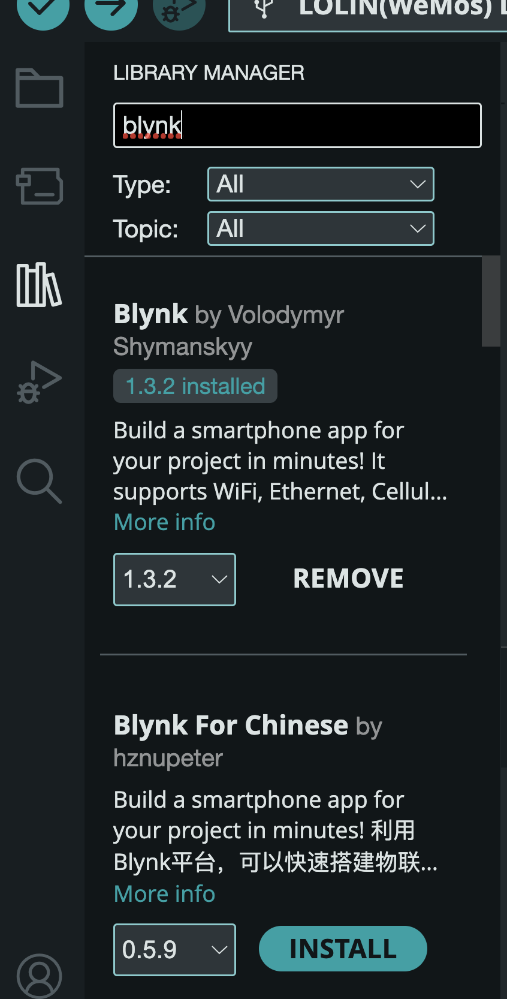 LOLIN(WeMos)
LIBRARY MANAGER
blynk
Type: All
Topic: All
Blynk by Volodymyr
Shymanskyy
1.3.2 installed
Build a smartphone app for
your project in minutes! It
supports WiFi, Ethernet, Cellul...
More info
1.3.2
REMOVE
Blynk For Chinese by
hznupeter
Build a smartphone app for
your project in minutes! 利用
Blynk平台，可以快速搭建物联...
More info
0.5.9
INSTALL